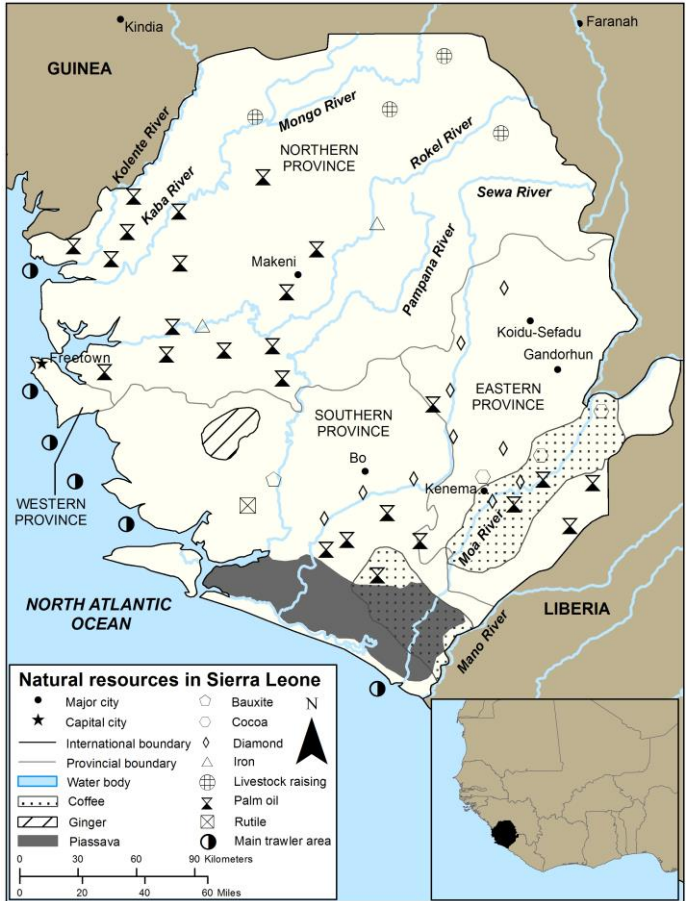 Kindia
Faranah
GUINEA
Kolente River
Mongo River
NORTHERN
PROVINCE
Rokel River
Kaba River
Sewa River
Pampana River
Makeni
Koidu-Sefadu
Gandorhun
Freetown
EASTERN
PROVINCE
SOUTHERN
PROVINCE
Bo
Kenema
WESTERN
PROVINCE
Moa River
NORTH ATLANTIC
OCEAN
LIBERIA
Mano River
Natural resources in Sierra Leone
Major city
Capital city
International boundary
Provincial boundary
Water body
Coffee
Ginger
Piassava
Bauxite
Cocoa
Diamond
Iron
Livestock raising
Palm oil
Rutile
Main trawler area
N
0 30 60 90 Kilometers
0 20 40 60 Miles